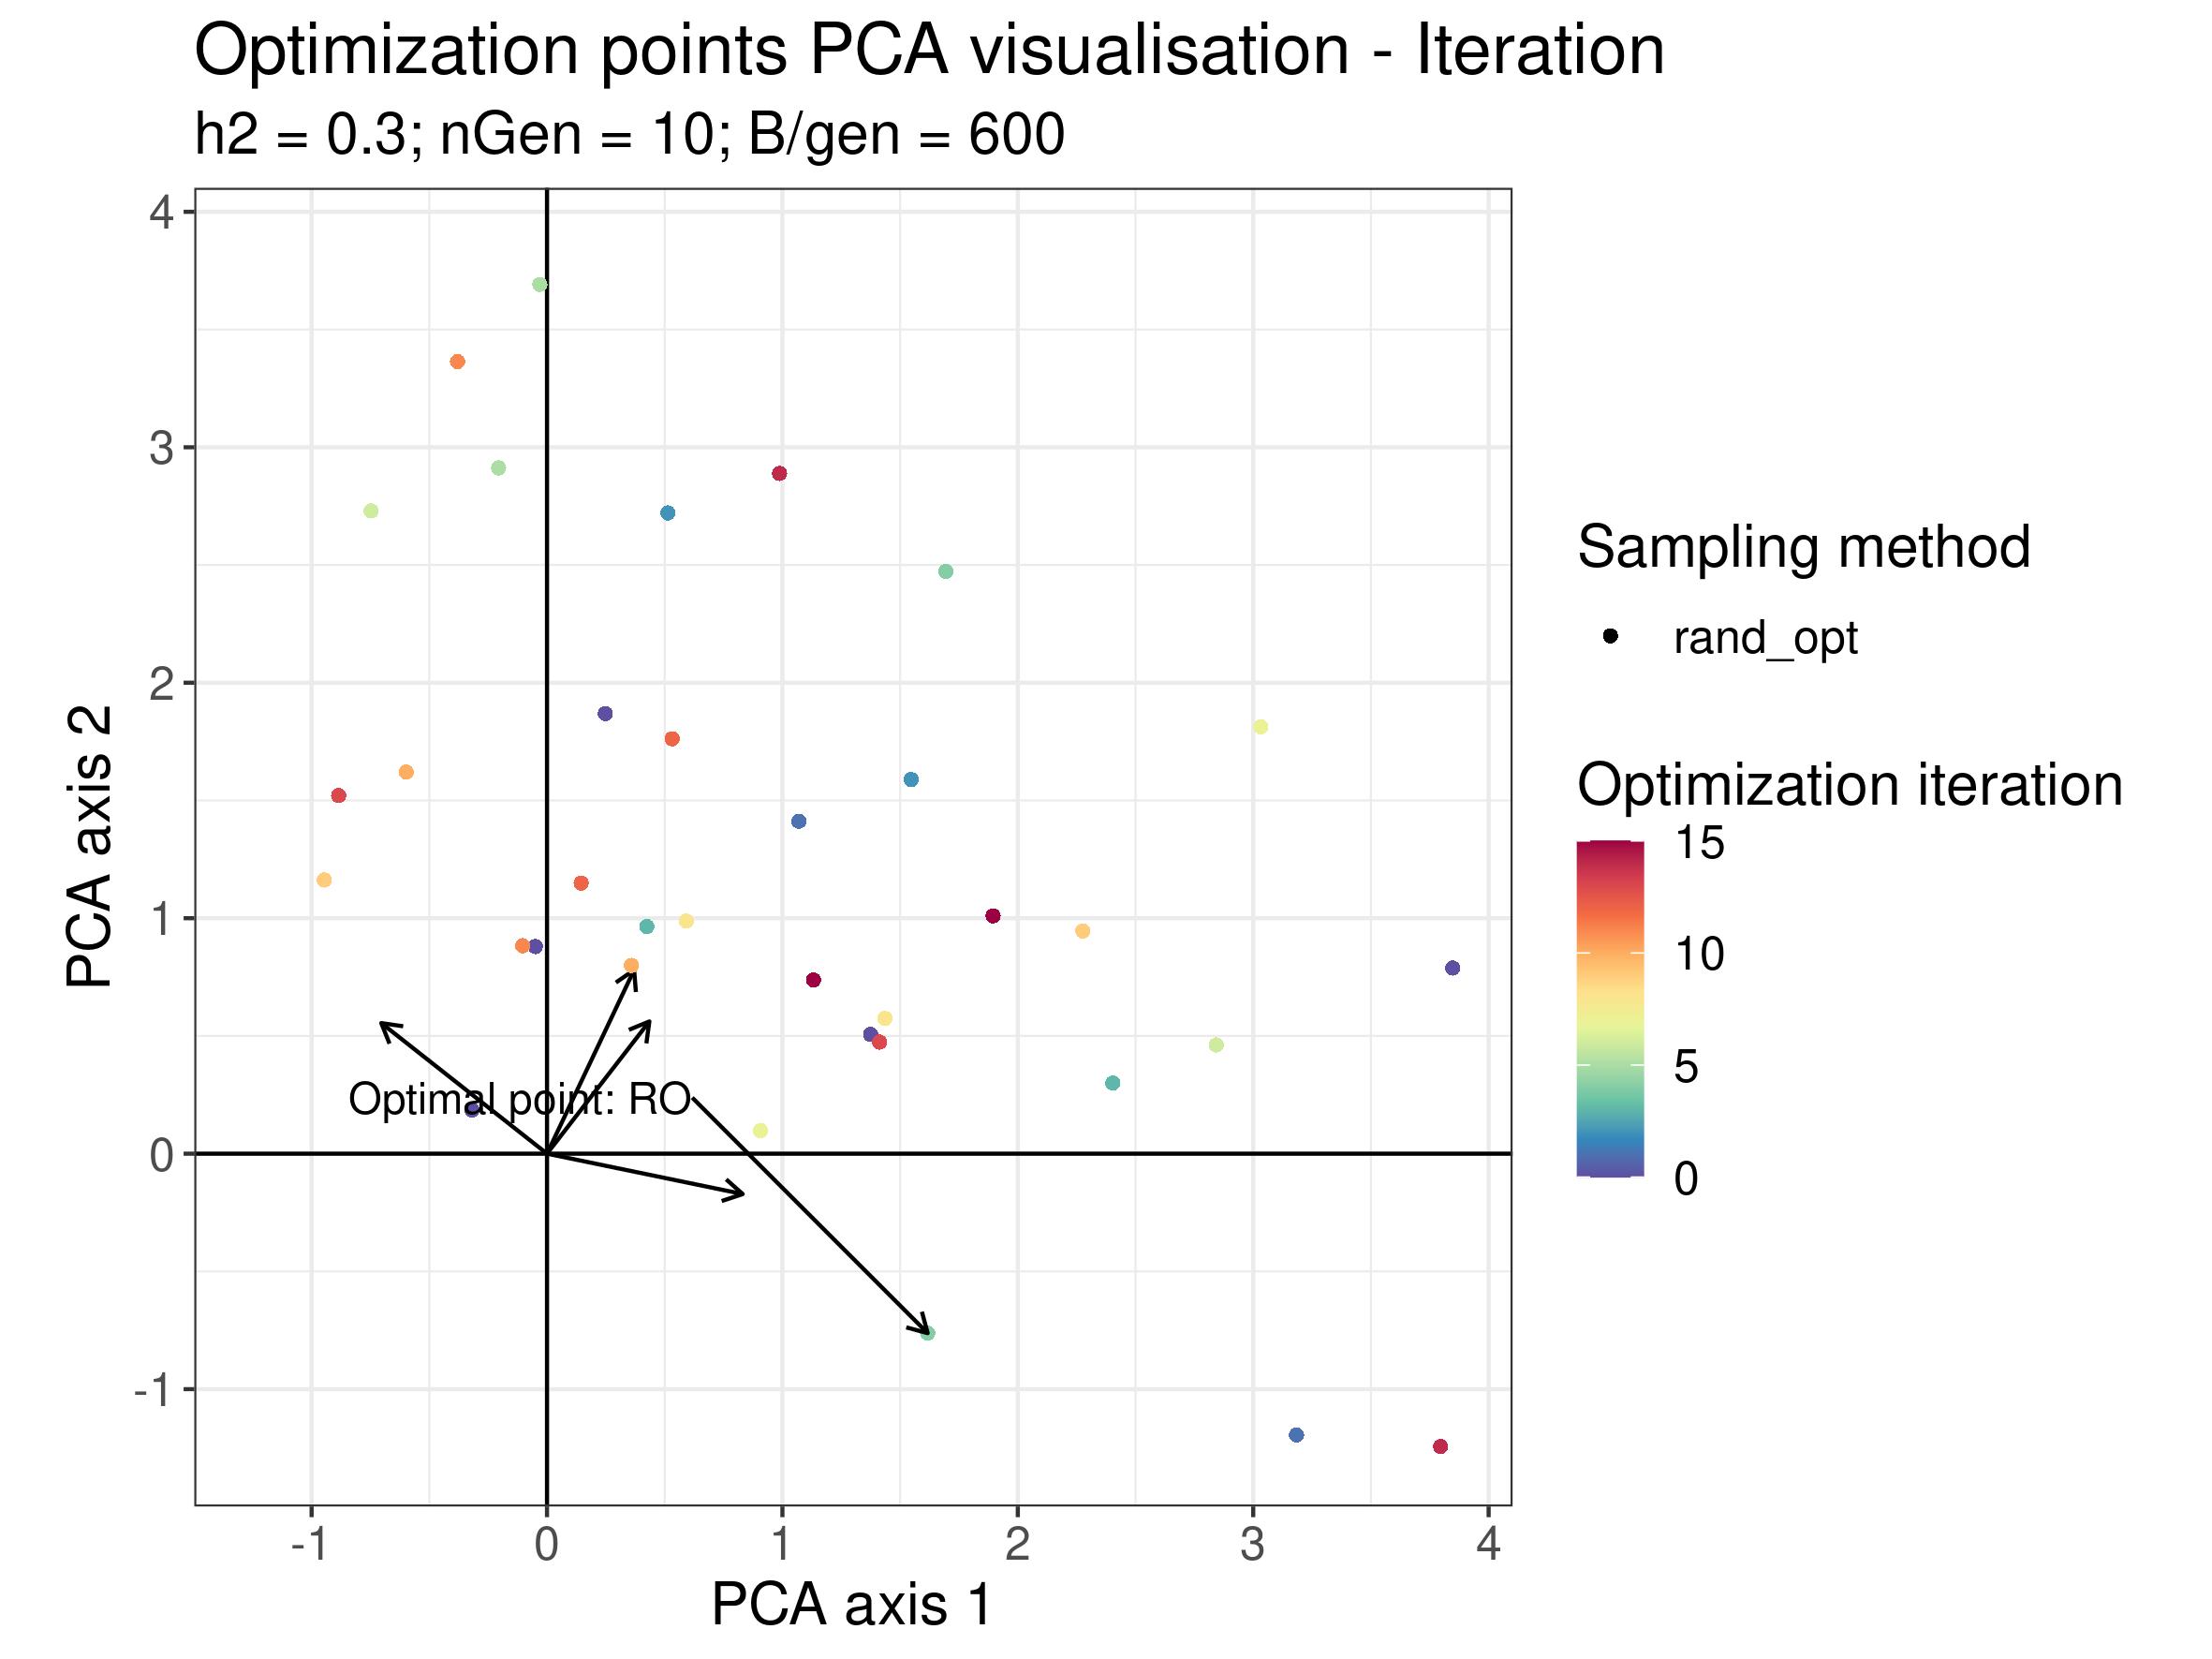 Optimization points PCA visualisation - Iteration
h2 = 0.3; nGen = 10; B/gen = 600
4
3
2
1
0
-1
PCA axis 2
Optimal point: RO
-1 0 1 2 3 4
PCA axis 1
Sampling method
rand_opt
Optimization iteration
15
10
5
0